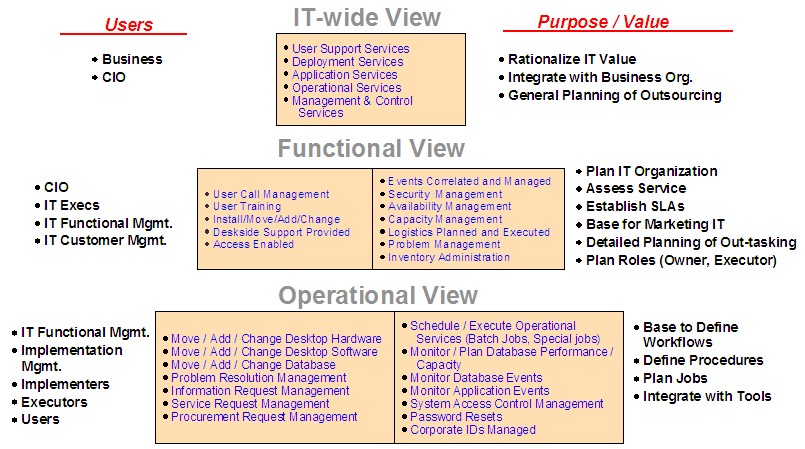 IT-wide View
Users
Purpose / Value
• Business
• CIO
• User Support Services
• Deployment Services
• Application Services
• Operational Services
• Management & Control
Services
• Rationalize IT Value
• Integrate with Business Org.
• General Planning of Outsourcing
Functional View
• CIO
• IT Execs
• IT Functional Mgmt.
• IT Customer Mgmt.
• User Call Management
• User Training
• Install/Move/Add/Change
• Deskside Support Provided
• Access Enabled
• Events Correlated and Managed
• Security Management
• Availability Management
• Capacity Management
• Logistics Planned and Executed
• Problem Management
• Inventory Administration
• Plan IT Organization
• Assess Service
• Establish SLAs
• Base for Marketing IT
• Detailed Planning of Out-tasking
• Plan Roles (Owner, Executor)
Operational View
• IT Functional Mgmt.
• Implementation
Mgmt.
• Implementers
• Executors
• Users
• Move / Add / Change Desktop Hardware
• Move / Add / Change Desktop Software
• Move / Add / Change Database
• Problem Resolution Management
• Information Request Management
• Service Request Management
• Procurement Request Management
• Schedule / Execute Operational
Services (Batch Jobs, Special jobs)
• Monitor / Plan Database Performance /
Capacity
• Monitor Database Events
• Monitor Application Events
• System Access Control Management
• Password Resets
• Corporate IDs Managed
• Base to Define
Workflows
• Define Procedures
• Plan Jobs
• Integrate with Tools